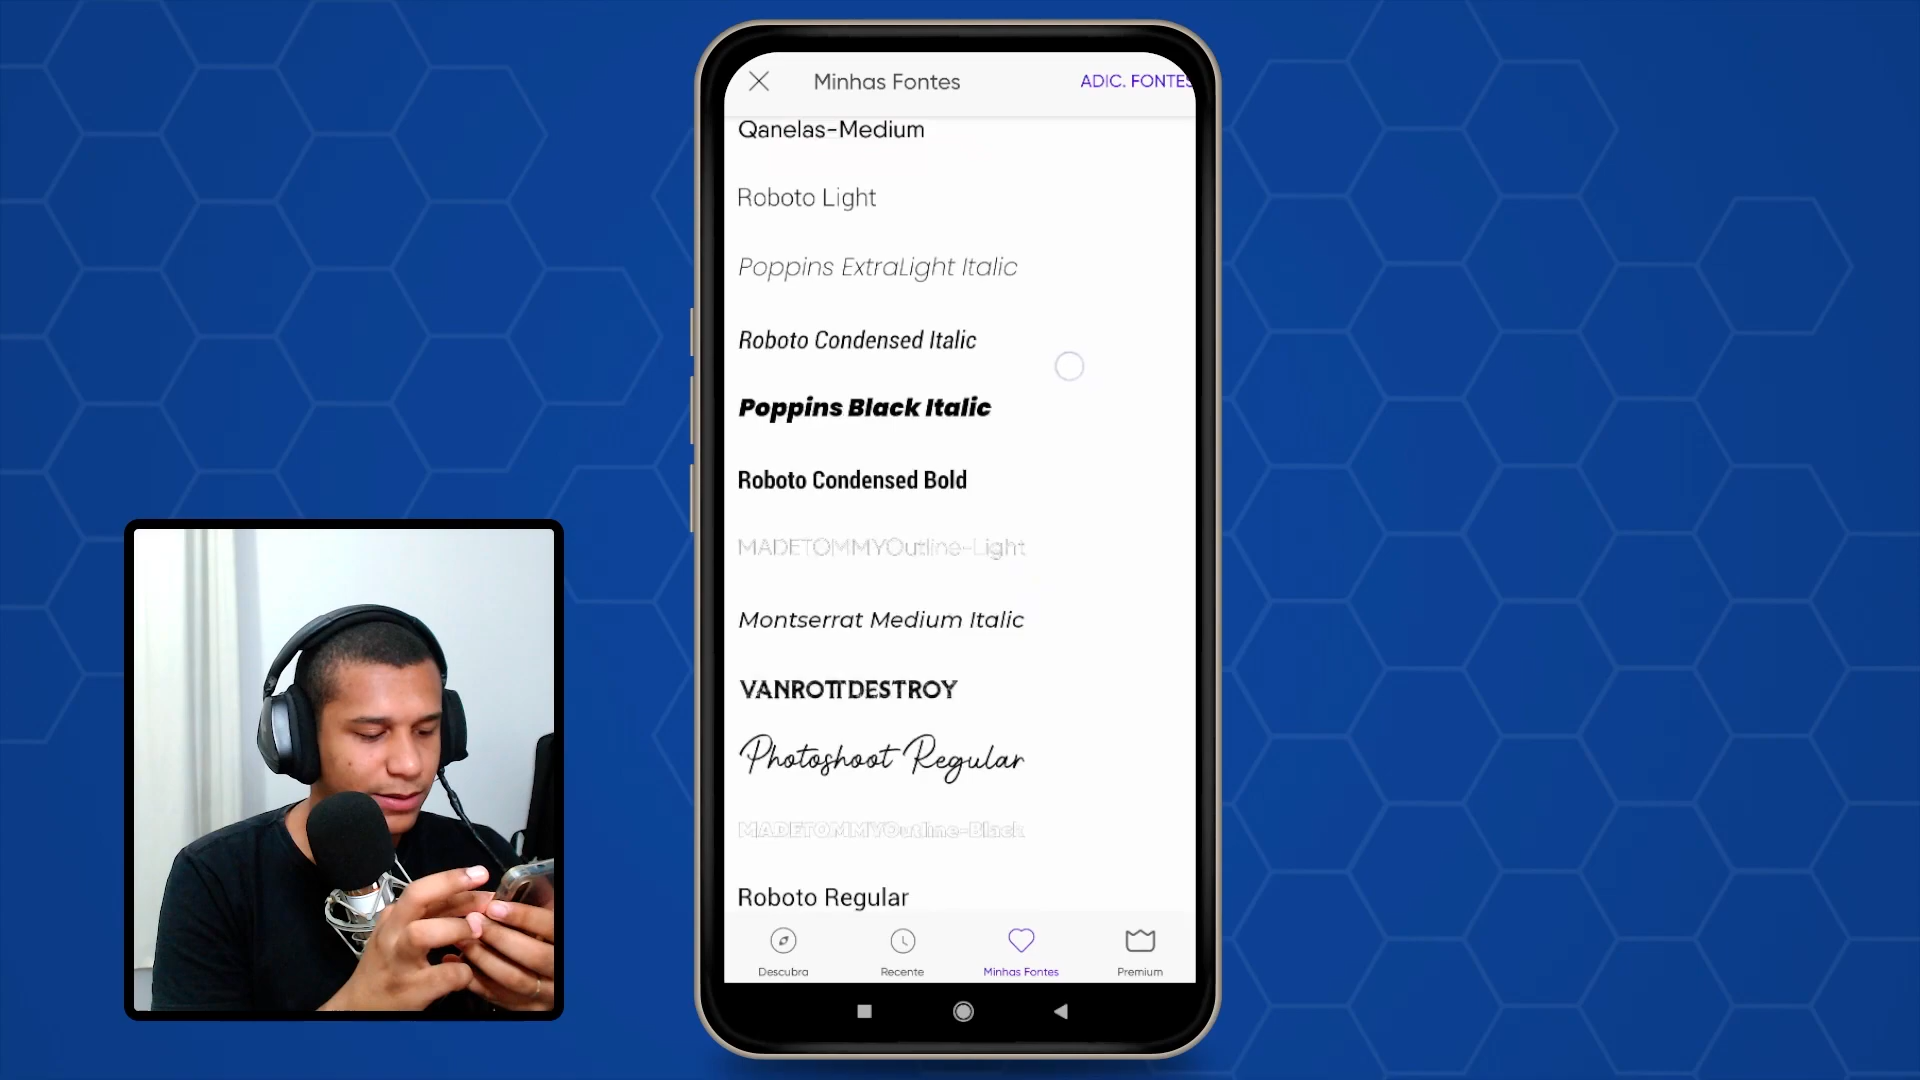 Minhas Fontes
ADIC. FONTES
Qanelas-Medium
Roboto Light
Poppins ExtraLight Italic
Roboto Condensed Italic
Poppins Black Italic
Roboto Condensed Bold
MADETOMMYOutline-Light
Montserrat Medium Italic
VANROTTDESTROY
Photoshoot Regular
MADETOMMYOutline-Black
Roboto Regular
Descubra
Recente
Minhas Fontes
Premium